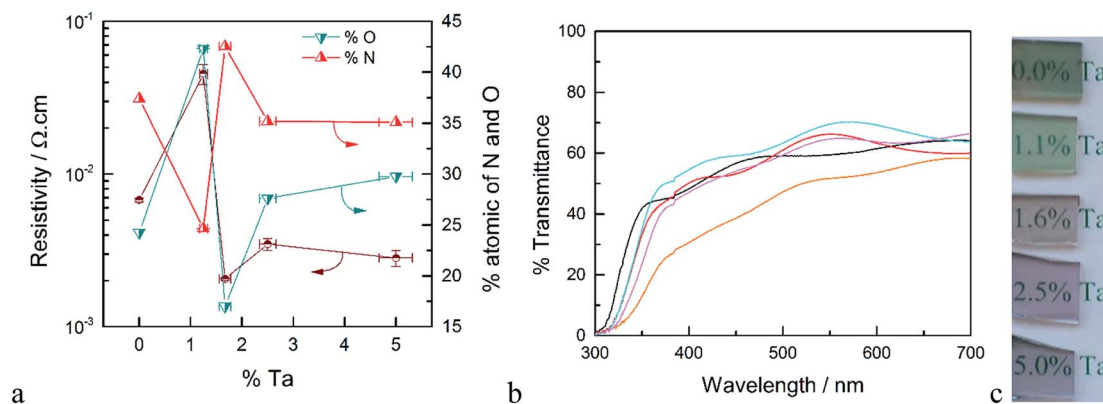 10⁻¹
10⁻²
10⁻³
Resistivity / Ω.cm
0 1 2 3 4 5
% Ta
% O
% N
45
40
35
30
25
20
15
% atomic of N and O
a
100
80
60
40
20
0
% Transmittance
300 400 500 600 700
Wavelength / nm
b
0.0% Ta
1.1% Ta
1.6% Ta
2.5% Ta
5.0% Ta
c